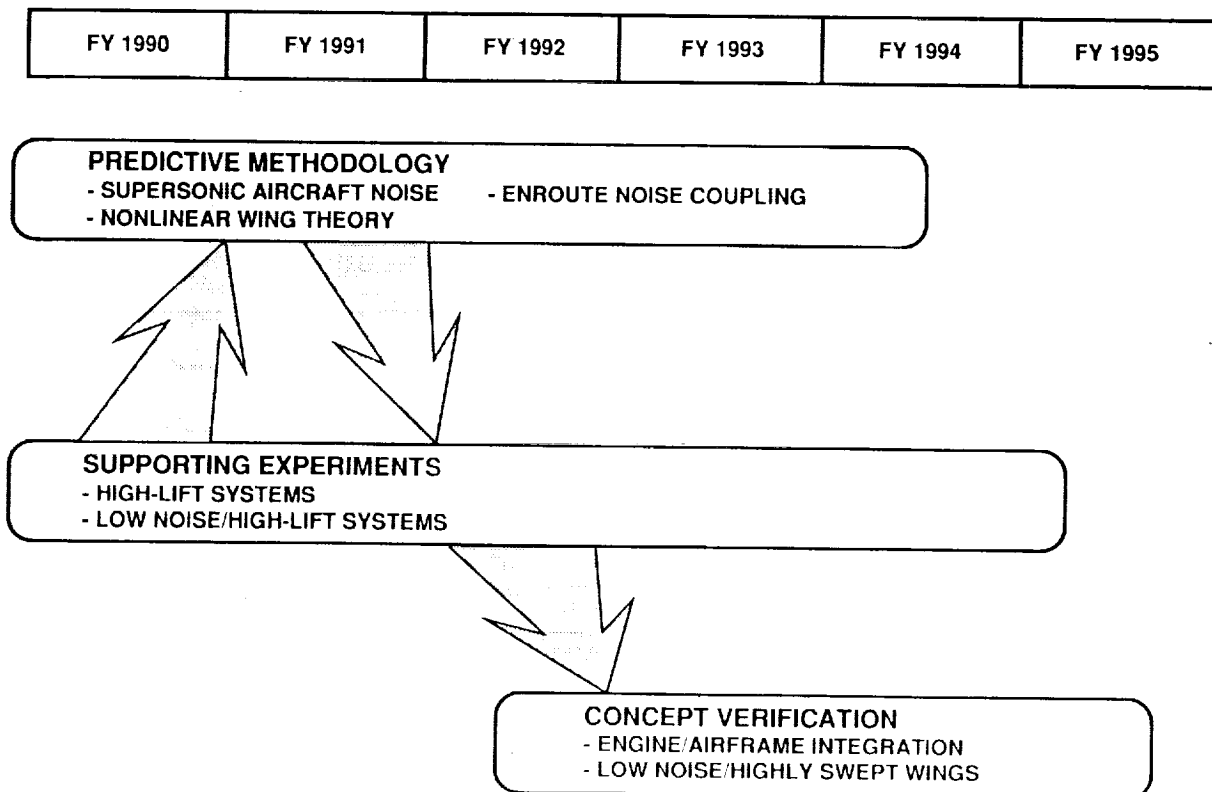 FY 1990 FY 1991 FY 1992 FY 1993 FY 1994 FY 1995
PREDICTIVE METHODOLOGY
- SUPERSONIC AIRCRAFT NOISE - ENROUTE NOISE COUPLING
- NONLINEAR WING THEORY
SUPPORTING EXPERIMENTS
- HIGH-LIFT SYSTEMS
- LOW NOISE/HIGH-LIFT SYSTEMS
CONCEPT VERIFICATION
- ENGINE/AIRFRAME INTEGRATION
- LOW NOISE/HIGHLY SWEPT WINGS